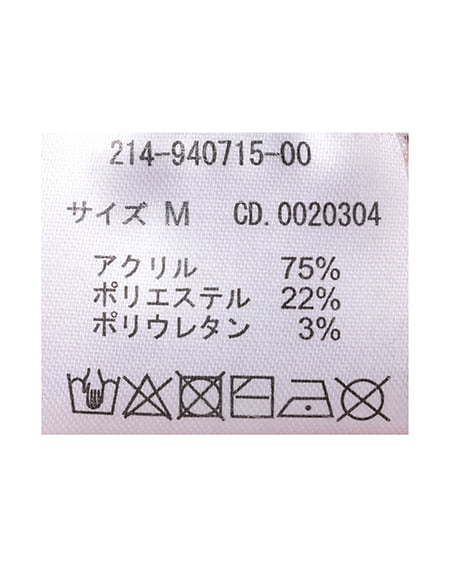 214-940715-00
サイズ M CD. 0020304
アクリル 75%
ポリエステル 22%
ポリウレタン 3%